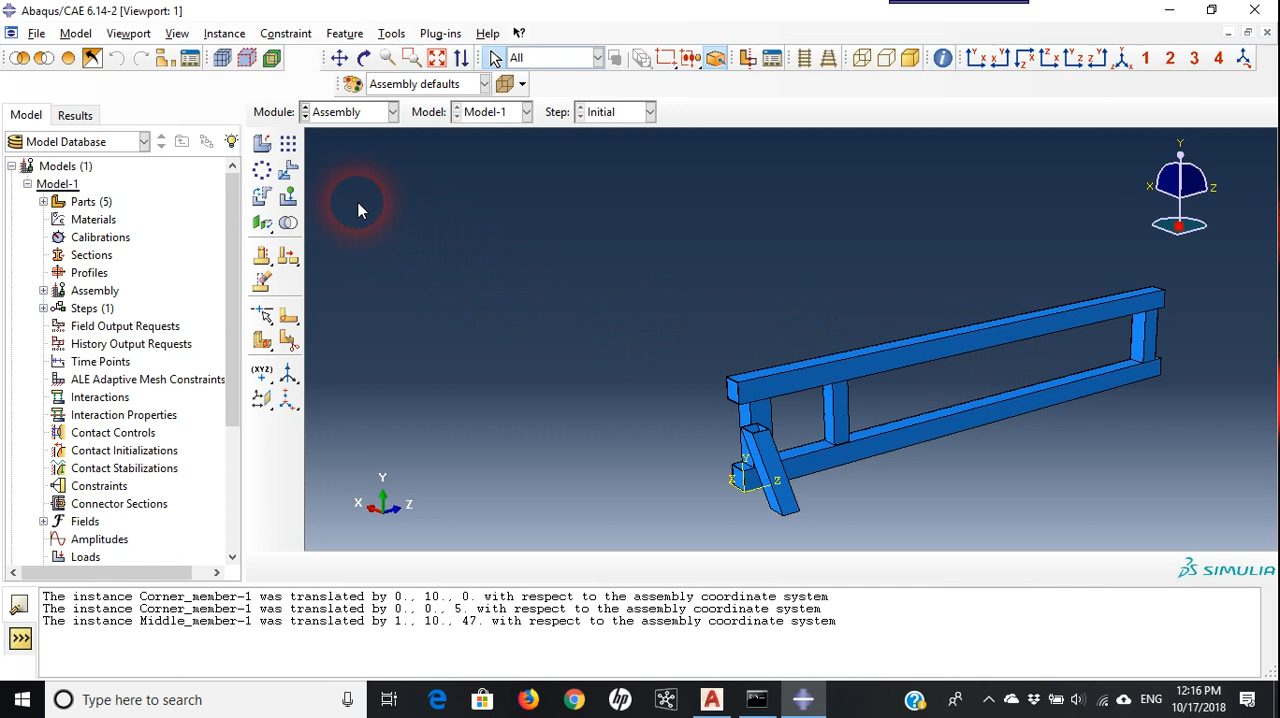 Abaqus/CAE 6.14-2 [Viewport: 1]
File Model Viewport View Instance Constraint Feature Tools Plug-ins Help
All
1 2 3 4
Assembly defaults
Model Results
Module: Assembly Model: Model-1 Step: Initial
Model Database
Models (1)
Model-1
Parts (5)
Materials
Calibrations
Sections
Profiles
Assembly
Steps (1)
Field Output Requests
History Output Requests
Time Points
ALE Adaptive Mesh Constraints
Interactions
Interaction Properties
Contact Controls
Contact Initializations
Contact Stabilizations
Constraints
Connector Sections
Fields
Amplitudes
Loads
(XYZ)
Y
X Z
Y
X Z
Y
X Z
SIMULIA
The instance Corner_member-1 was translated by 0., 10., 0. with respect to the assembly coordinate system
The instance Corner_member-1 was translated by 0., 0., 5. with respect to the assembly coordinate system
The instance Middle_member-1 was translated by 1., 10., 47. with respect to the assembly coordinate system
>>>
Type here to search
ENG
12:16 PM
10/17/2018